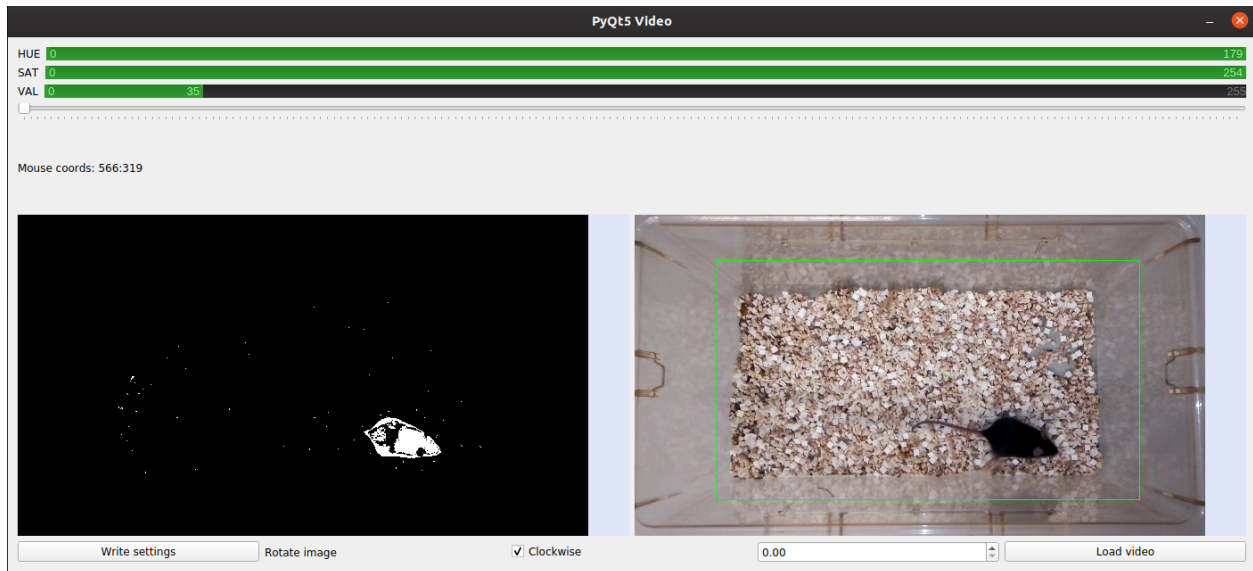 PyQt5 Video
HUE 0 179
SAT 0 254
VAL 0 35 255
Mouse coords: 566:319
Write settings Rotate image Clockwise 0.00 Load video